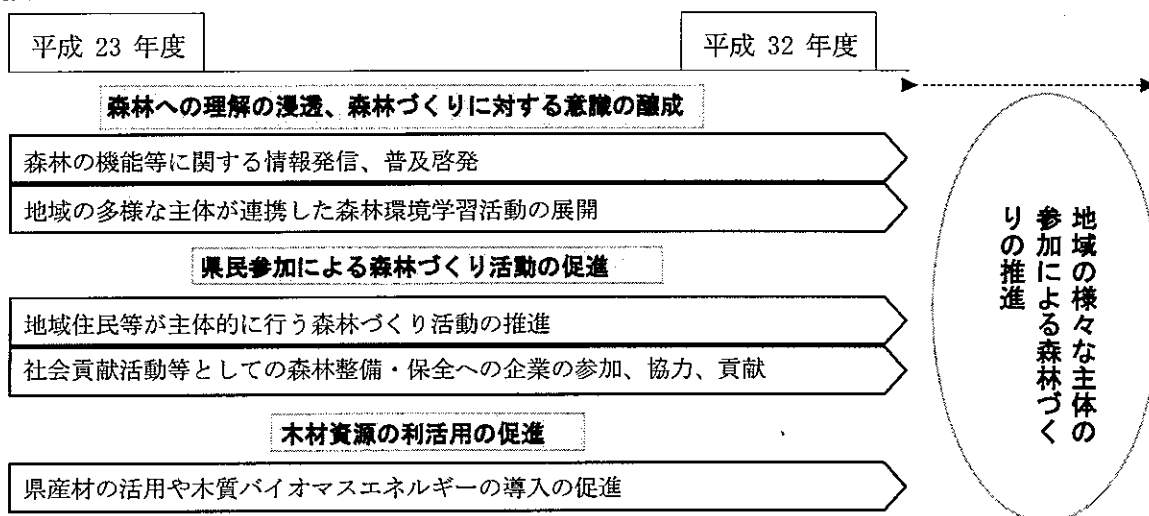 平成 23 年度
平成 32 年度
森林への理解の浸透、森林づくりに対する意識の醸成
森林の機能等に関する情報発信、普及啓発
地域の多様な主体が連携した森林環境学習活動の展開
県民参加による森林づくり活動の促進
地域住民等が主体的に行う森林づくり活動の推進
社会貢献活動等としての森林整備・保全への企業の参加、協力、貢献
木材資源の利活用の促進
県産材の活用や木質バイオマスエネルギーの導入の促進
地域の様々な主体の
参加による森林づく
りの推進